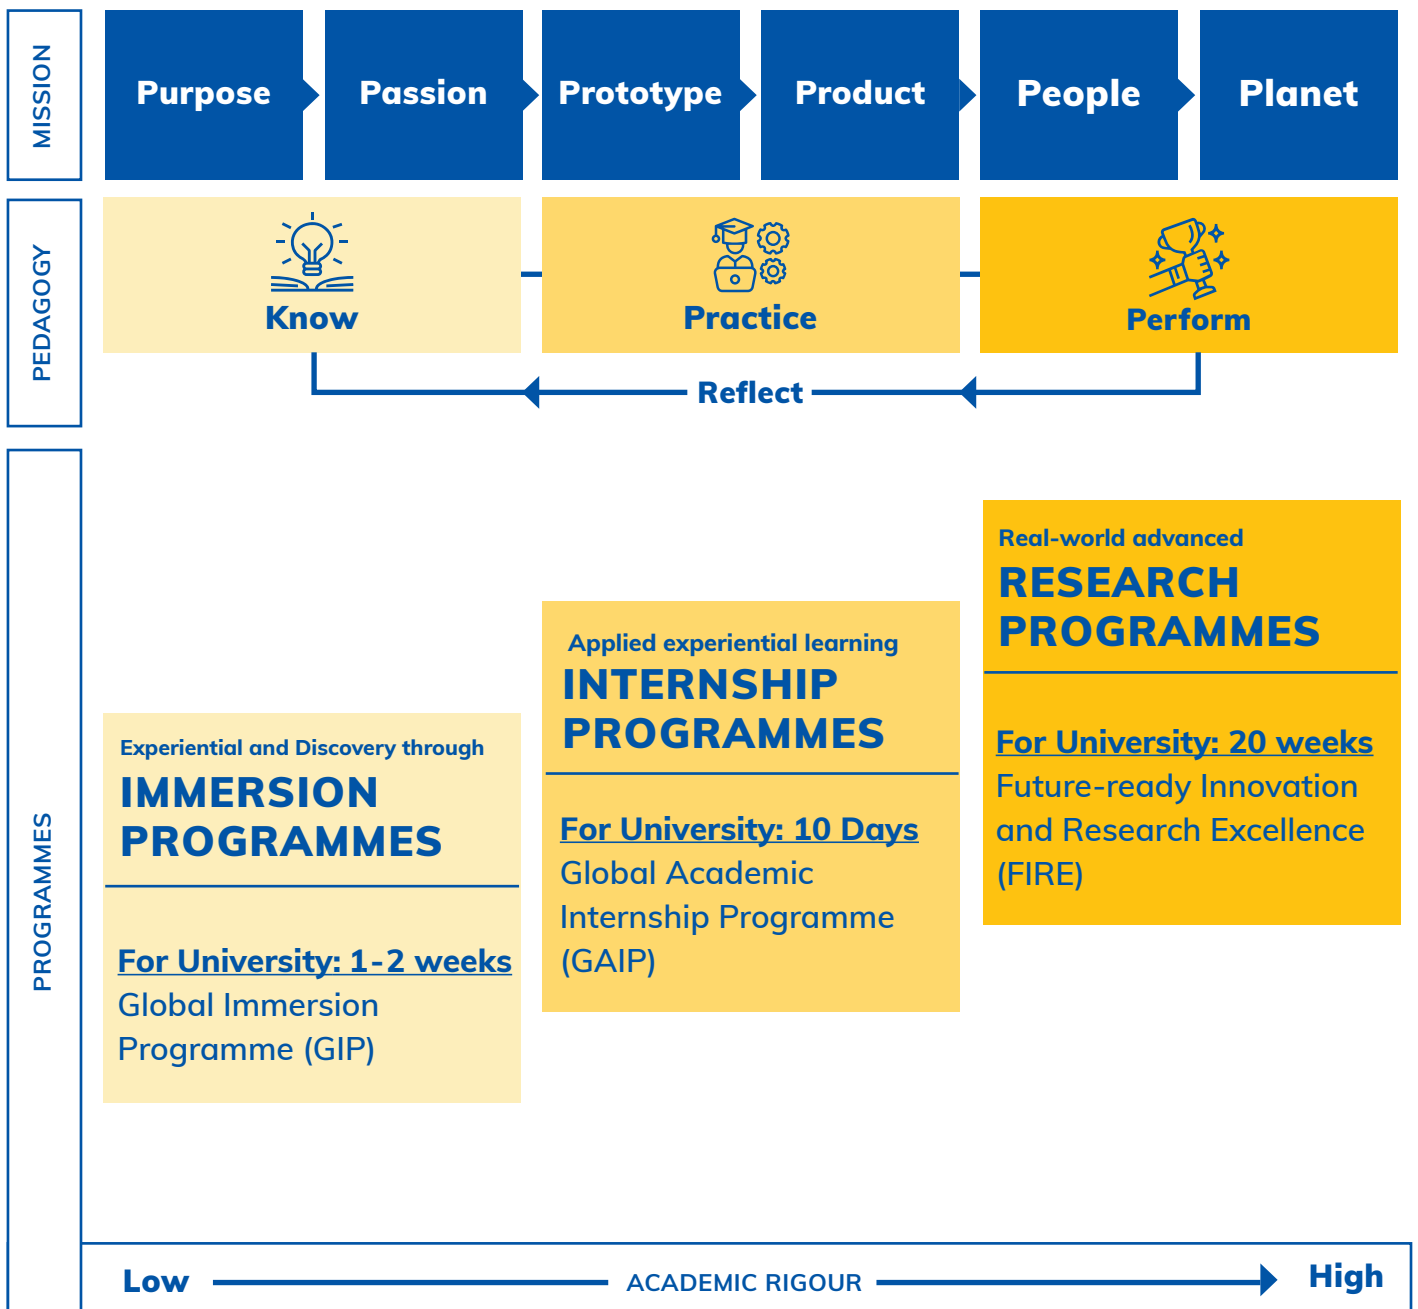 MISSION
Purpose
Passion
Prototype
Product
People
Planet
PEDAGOGY
Know
Practice
Perform
Reflect
PROGRAMMES
Experiential and Discovery through
IMMERSION
PROGRAMMES
For University: 1-2 weeks
Global Immersion
Programme (GIP)
Applied experiential learning
INTERNSHIP
PROGRAMMES
For University: 10 Days
Global Academic
Internship Programme
(GAIP)
Real-world advanced
RESEARCH
PROGRAMMES
For University: 20 weeks
Future-ready Innovation
and Research Excellence
(FIRE)
Low
ACADEMIC RIGOUR
High